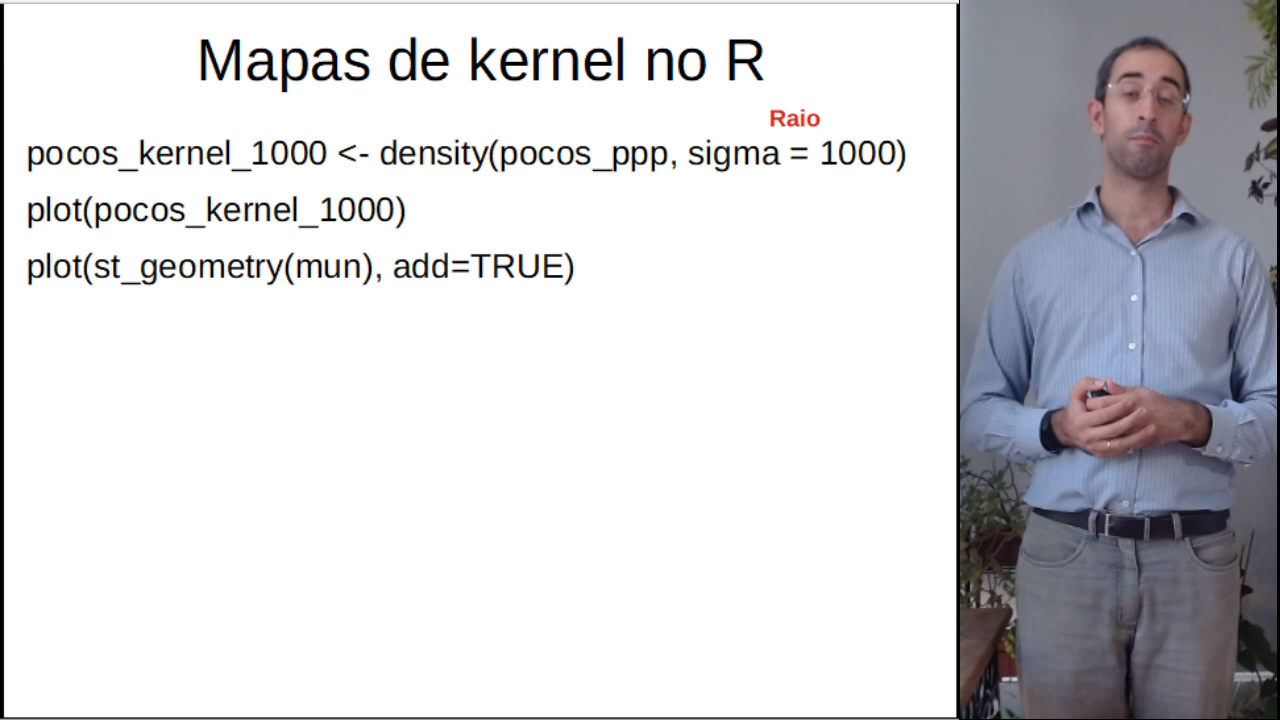 Mapas de kernel no R
Raio
pocos_kernel_1000 <- density(pocos_ppp, sigma = 1000)
plot(pocos_kernel_1000)
plot(st_geometry(mun), add=TRUE)